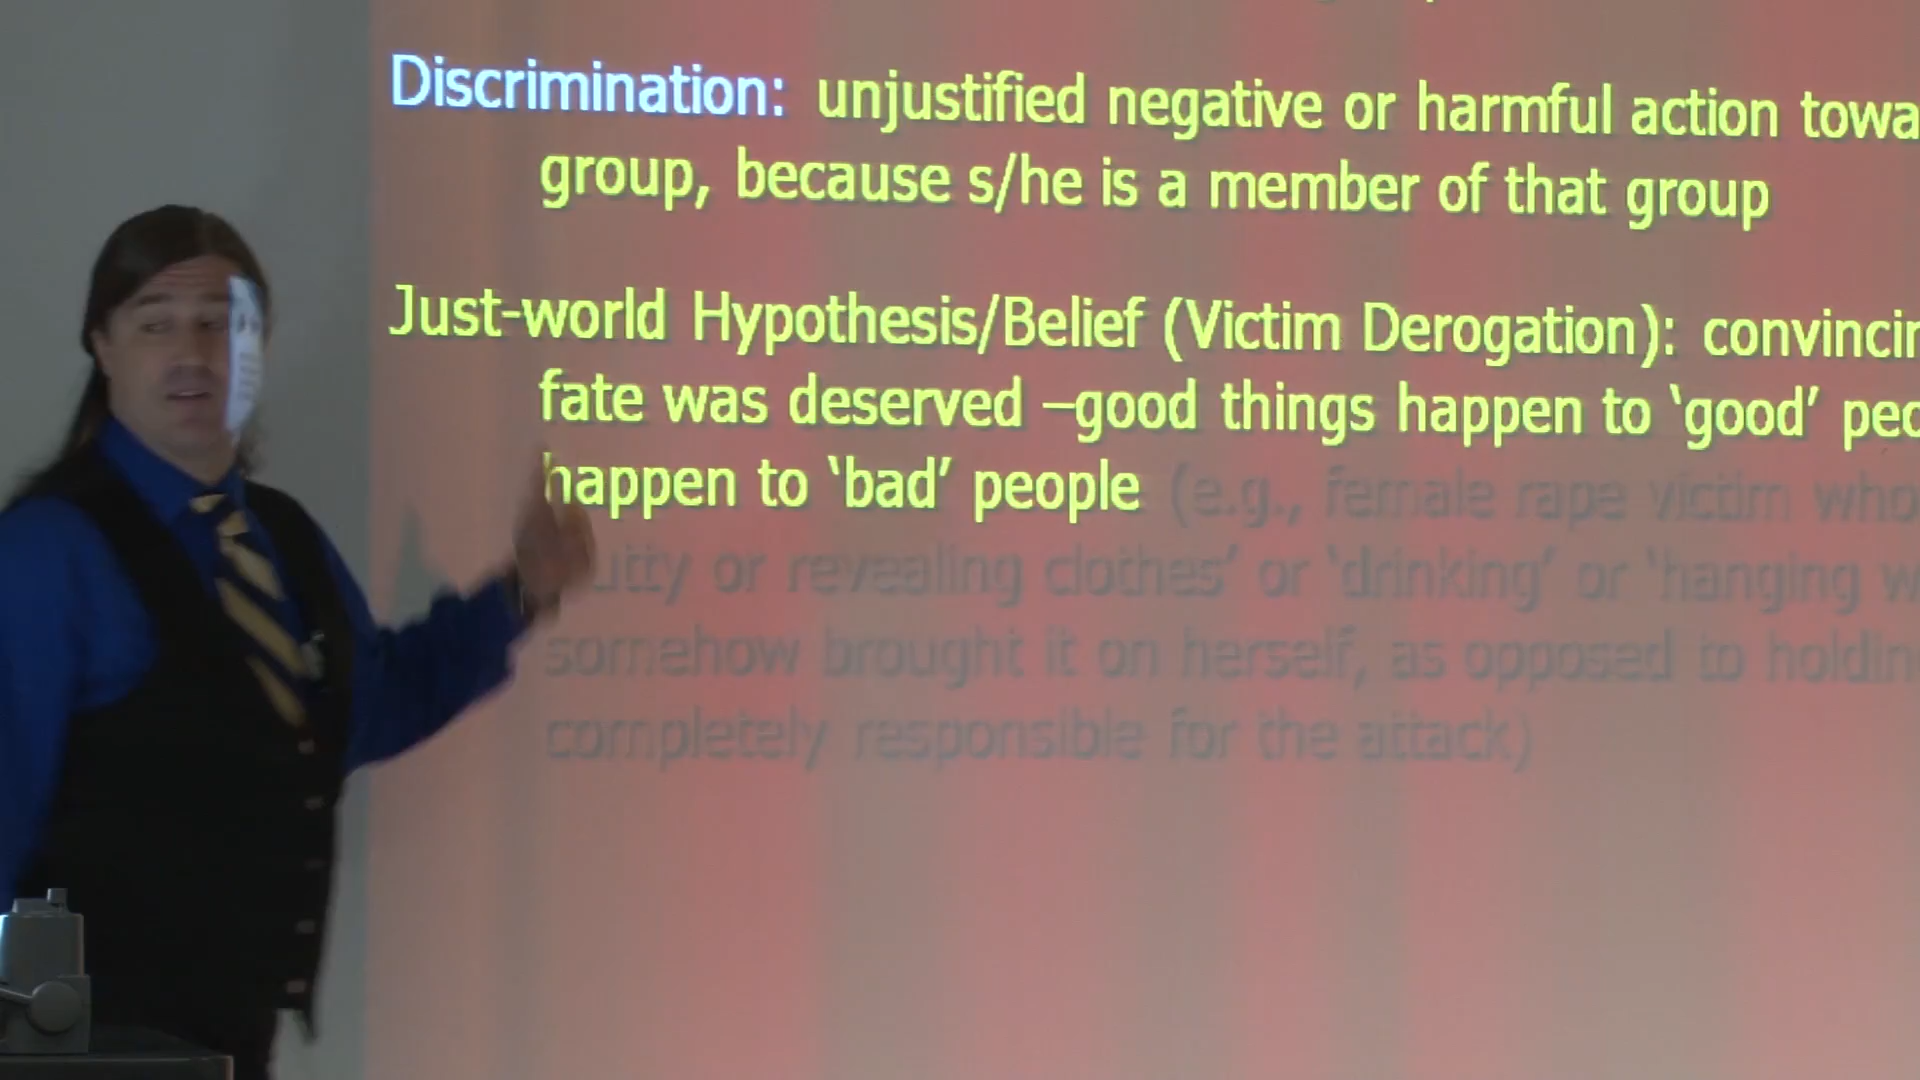 Discrimination: unjustified negative or harmful action towa
group, because s/he is a member of that group
Just-world Hypothesis/Belief (Victim Derogation): convincin
fate was deserved –good things happen to ‘good’ peo
happen to ‘bad’ people (e.g., female rape victim who
utty or revealing clothes’ or ‘drinking’ or ‘hanging w
somehow brought it on herself, as opposed to holdin
completely responsible for the attack)